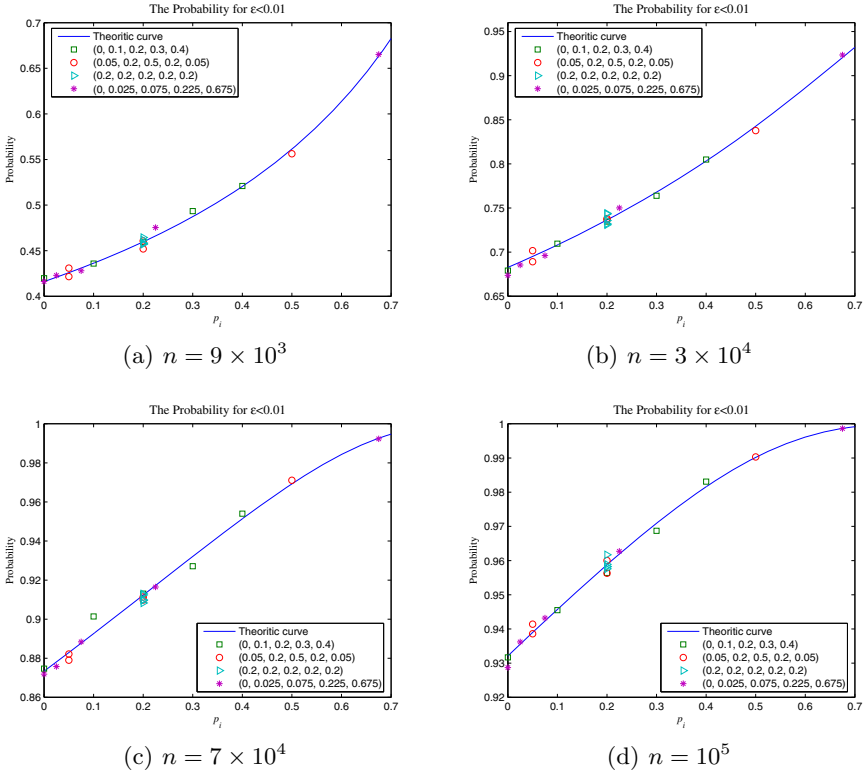 The Probability for ε<0.01
0.7
0.65
0.6
0.55
0.5
0.45
0.4
Probability
Theoritic curve
(0, 0.1, 0.2, 0.3, 0.4)
(0.05, 0.2, 0.5, 0.2, 0.05)
(0.2, 0.2, 0.2, 0.2, 0.2)
(0, 0.025, 0.075, 0.225, 0.675)
0 0.1 0.2 0.3 0.4 0.5 0.6 0.7
p_i
(a) n = 9 × 10³
The Probability for ε<0.01
0.95
0.9
0.85
0.8
0.75
0.7
0.65
Probability
Theoritic curve
(0, 0.1, 0.2, 0.3, 0.4)
(0.05, 0.2, 0.5, 0.2, 0.05)
(0.2, 0.2, 0.2, 0.2, 0.2)
(0, 0.025, 0.075, 0.225, 0.675)
0 0.1 0.2 0.3 0.4 0.5 0.6 0.7
p_i
(b) n = 3 × 10⁴
The Probability for ε<0.01
1
0.98
0.96
0.94
0.92
0.9
0.88
0.86
Probability
Theoritic curve
(0, 0.1, 0.2, 0.3, 0.4)
(0.05, 0.2, 0.5, 0.2, 0.05)
(0.2, 0.2, 0.2, 0.2, 0.2)
(0, 0.025, 0.075, 0.225, 0.675)
0 0.1 0.2 0.3 0.4 0.5 0.6 0.7
p_i
(c) n = 7 × 10⁴
The Probability for ε<0.01
1
0.99
0.98
0.97
0.96
0.95
0.94
0.93
0.92
Probability
Theoritic curve
(0, 0.1, 0.2, 0.3, 0.4)
(0.05, 0.2, 0.5, 0.2, 0.05)
(0.2, 0.2, 0.2, 0.2, 0.2)
(0, 0.025, 0.075, 0.225, 0.675)
0 0.1 0.2 0.3 0.4 0.5 0.6 0.7
p_i
(d) n = 10⁵